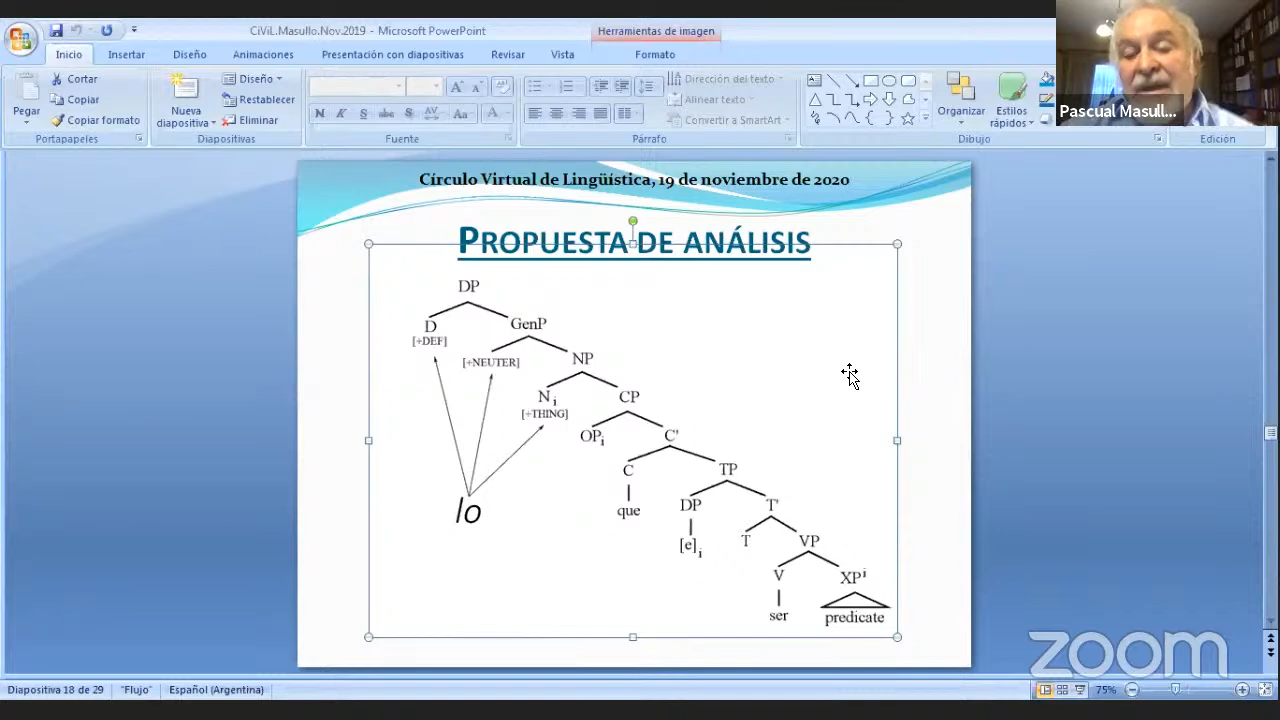 CiViL.Masullo.Nov.2019 - Microsoft PowerPoint
Herramientas de imagen
Inicio
Insertar
Diseño
Animaciones
Presentación con diapositivas
Revisar
Vista
Formato
Pegar
Cortar
Copiar
Copiar formato
Portapapeles
Nueva
diapositiva
Diseño
Restablecer
Eliminar
Diapositivas
N K S abc AV Aa A
Fuente
Dirección del texto
Alinear texto
Convertir a SmartArt
Párrafo
Organizar
Estilos
rápidos
Dibujo
Edición
Pascual Masull...
Círculo Virtual de Lingüística, 19 de noviembre de 2020
PROPUESTA DE ANÁLISIS
DP
D
[+DEF]
GenP
[+NEUTER]
NP
N i
[+THING]
CP
OPi
C'
C
que
TP
DP
[e]i
T'
T
VP
V
ser
XPi
predicate
lo
zoom
Diapositiva 18 de 29
"Flujo"
Español (Argentina)
75%